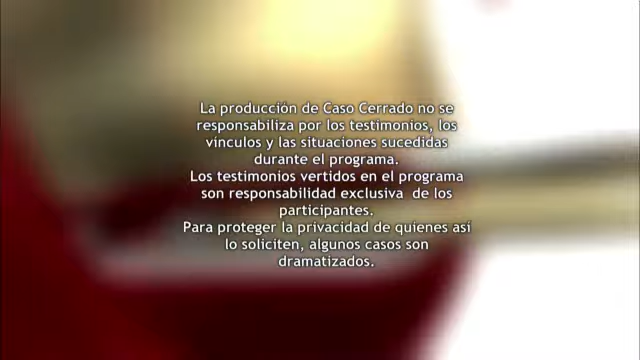 La producción de Caso Cerrado no se
responsabiliza por los testimonios, los
vinculos y las situaciones sucedidas
durante el programa.
Los testimonios vertidos en el programa
son responsabilidad exclusiva de los
participantes.
Para proteger la privacidad de quienes así
lo soliciten, algunos casos son
dramatizados.